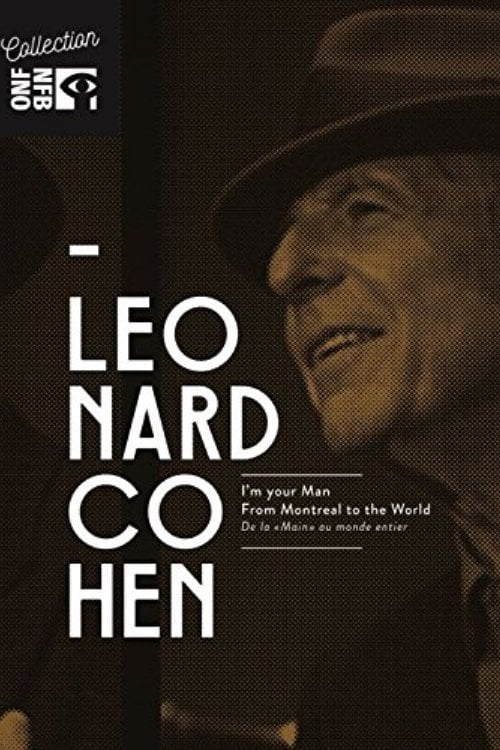 Collection
ONF
NFB
LEO
NARD
CO
HEN
I'm your Man
From Montreal to the World
De la «Main» au monde entier